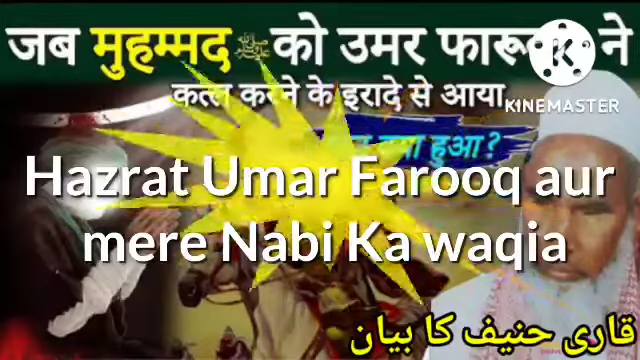 जब मुहम्मद ﷺ को उमर ने
कत्ल करने के इरादे से आया
KINEMASTER
हुआ?
Hazrat Umar Farooq aur
mere Nabi Ka waqia
قاری حنیف کا بیان